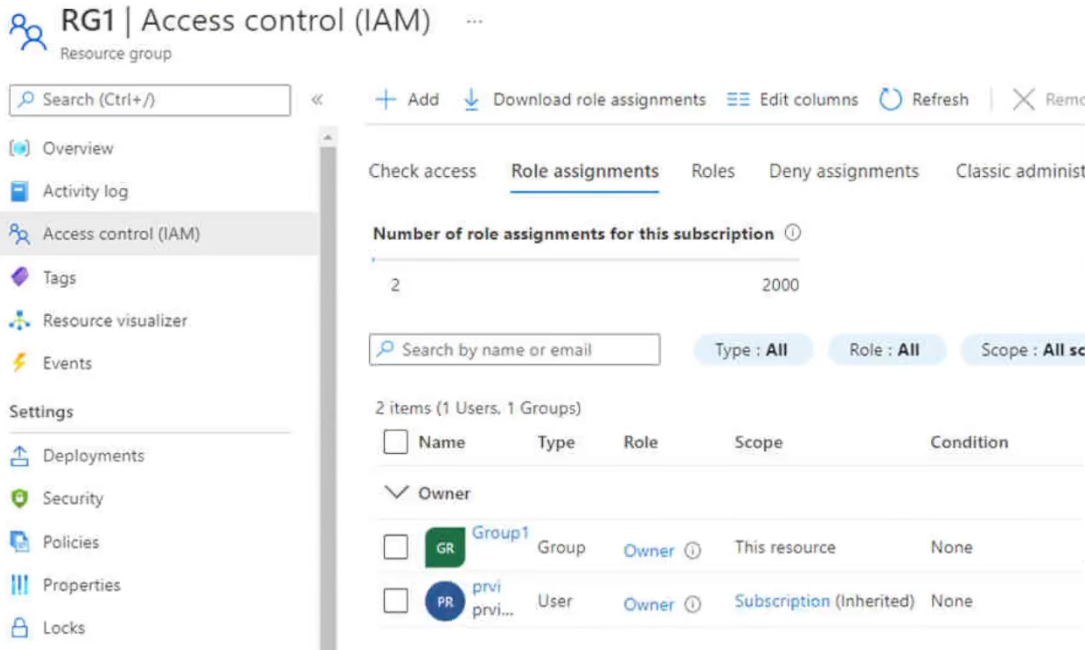 RG1 | Access control (IAM) ...
Resource group
Search (Ctrl+/)
«
Overview
Activity log
Access control (IAM)
Tags
Resource visualizer
Events
Settings
Deployments
Security
Policies
Properties
Locks
Add Download role assignments Edit columns Refresh Remo
Check access Role assignments Roles Deny assignments Classic administ
Number of role assignments for this subscription
2 2000
Search by name or email Type : All Role : All Scope : All sc
2 items (1 Users, 1 Groups)
Name Type Role Scope Condition
Owner
GR Group1 Group Owner This resource None
PR prvi User Owner Subscription (Inherited) None
prvi...